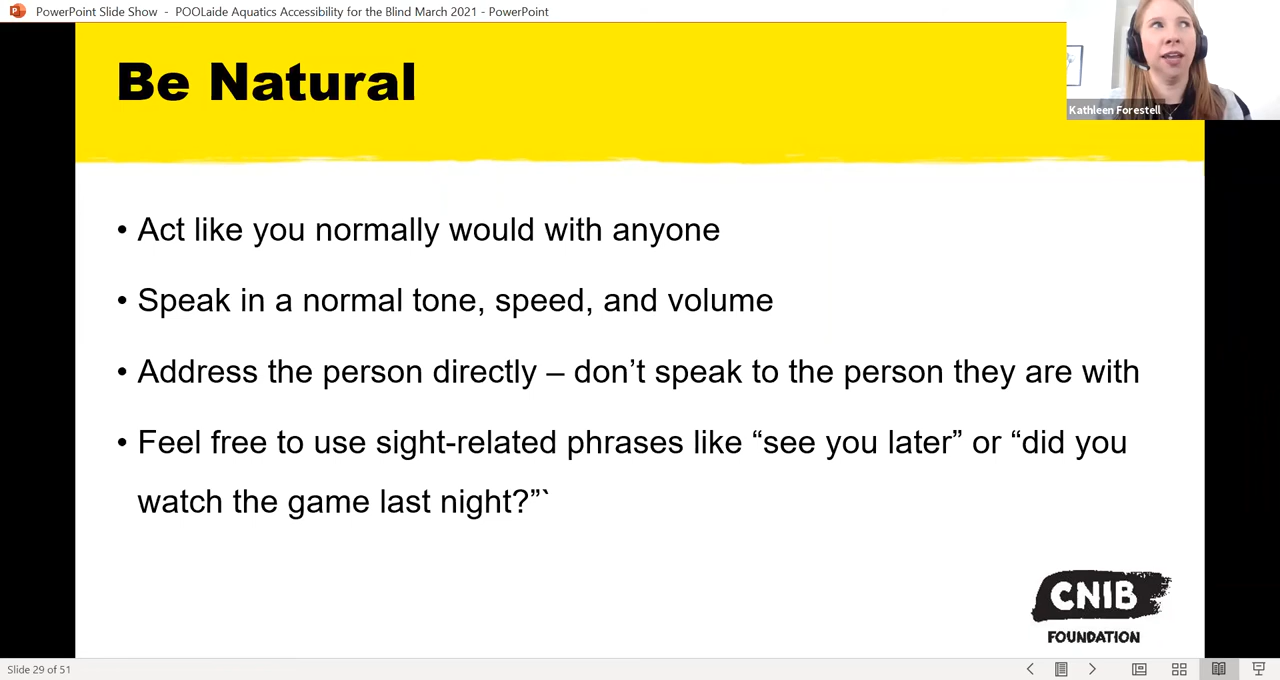 PowerPoint Slide Show - POOLaide Aquatics Accessibility for the Blind March 2021 - PowerPoint
Kathleen Forestell
Be Natural
• Act like you normally would with anyone
• Speak in a normal tone, speed, and volume
• Address the person directly – don’t speak to the person they are with
• Feel free to use sight-related phrases like “see you later” or “did you
watch the game last night?”`
CNIB
FOUNDATION
Slide 29 of 51